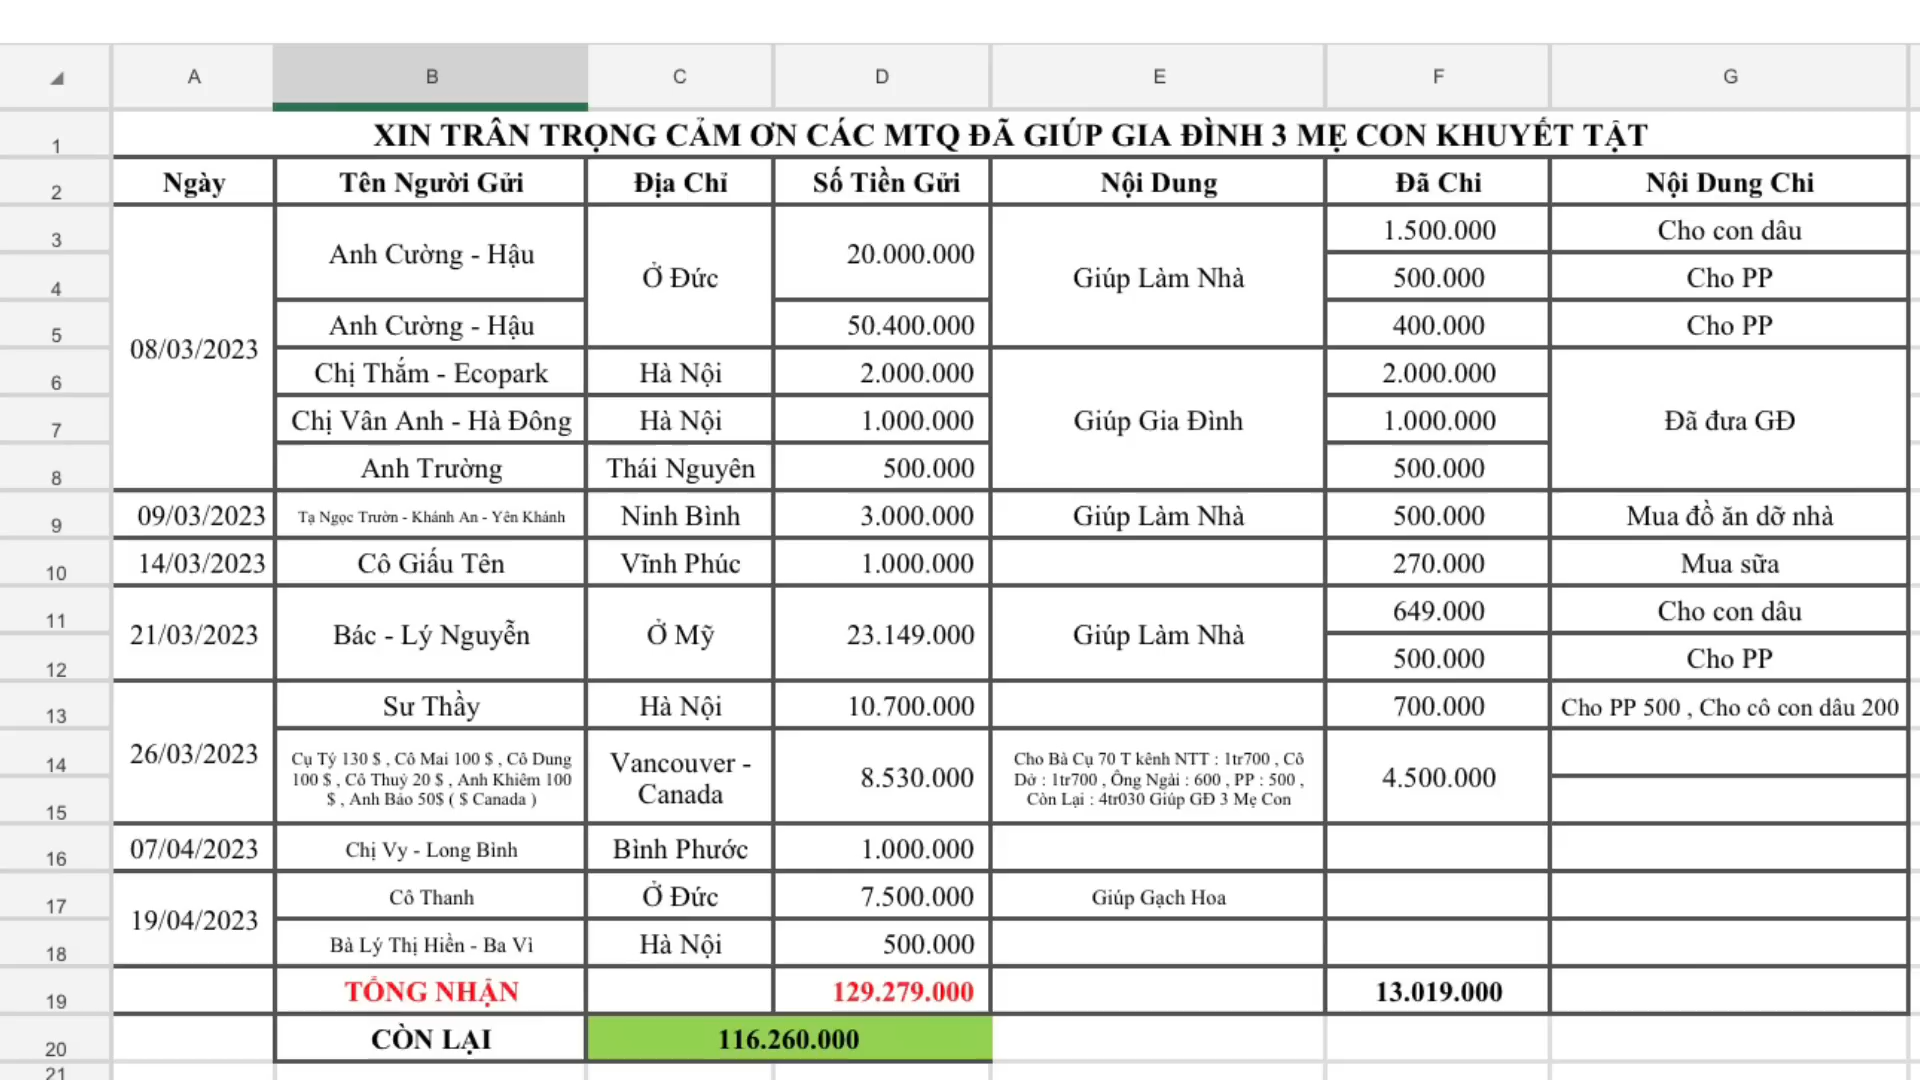 A B C D E F G
1 XIN TRÂN TRỌNG CẢM ƠN CÁC MTQ ĐÃ GIÚP GIA ĐÌNH 3 MẸ CON KHUYẾT TẬT
2 Ngày Tên Người Gửi Địa Chỉ Số Tiền Gửi Nội Dung Đã Chi Nội Dung Chi
3 08/03/2023 Anh Cường - Hậu Ở Đức 20.000.000 Giúp Làm Nhà 1.500.000 Cho con dâu
4 500.000 Cho PP
5 Anh Cường - Hậu 50.400.000 400.000 Cho PP
6 Chị Thắm - Ecopark Hà Nội 2.000.000 Giúp Gia Đình 2.000.000 Đã đưa GĐ
7 Chị Vân Anh - Hà Đông Hà Nội 1.000.000 1.000.000
8 Anh Trường Thái Nguyên 500.000 500.000
9 09/03/2023 Tạ Ngọc Trườn - Khánh An - Yên Khánh Ninh Bình 3.000.000 Giúp Làm Nhà 500.000 Mua đồ ăn dỡ nhà
10 14/03/2023 Cô Giấu Tên Vĩnh Phúc 1.000.000 270.000 Mua sữa
11 21/03/2023 Bác - Lý Nguyễn Ở Mỹ 23.149.000 Giúp Làm Nhà 649.000 Cho con dâu
12 500.000 Cho PP
13 26/03/2023 Sư Thầy Hà Nội 10.700.000 700.000 Cho PP 500 , Cho cô con dâu 200
14 Cụ Tý 130 $ , Cô Mai 100 $ , Cô Dung
100 $ , Cô Thuỷ 20 $ , Anh Khiêm 100
$ , Anh Bảo 50$ ( $ Canada )
Vancouver -
Canada
8.530.000
Cho Bà Cụ 70 T kênh NTT : 1tr700 , Cô
Dở : 1tr700 , Ông Ngải : 600 , PP : 500 ,
Còn Lại : 4tr030 Giúp GĐ 3 Mẹ Con
4.500.000
15
16 07/04/2023 Chị Vy - Long Bình Bình Phước 1.000.000
17 19/04/2023 Cô Thanh Ở Đức 7.500.000 Giúp Gạch Hoa
18 Bà Lý Thị Hiền - Ba Vì Hà Nội 500.000
19 TỔNG NHẬN 129.279.000 13.019.000
20 CÒN LẠI 116.260.000
21